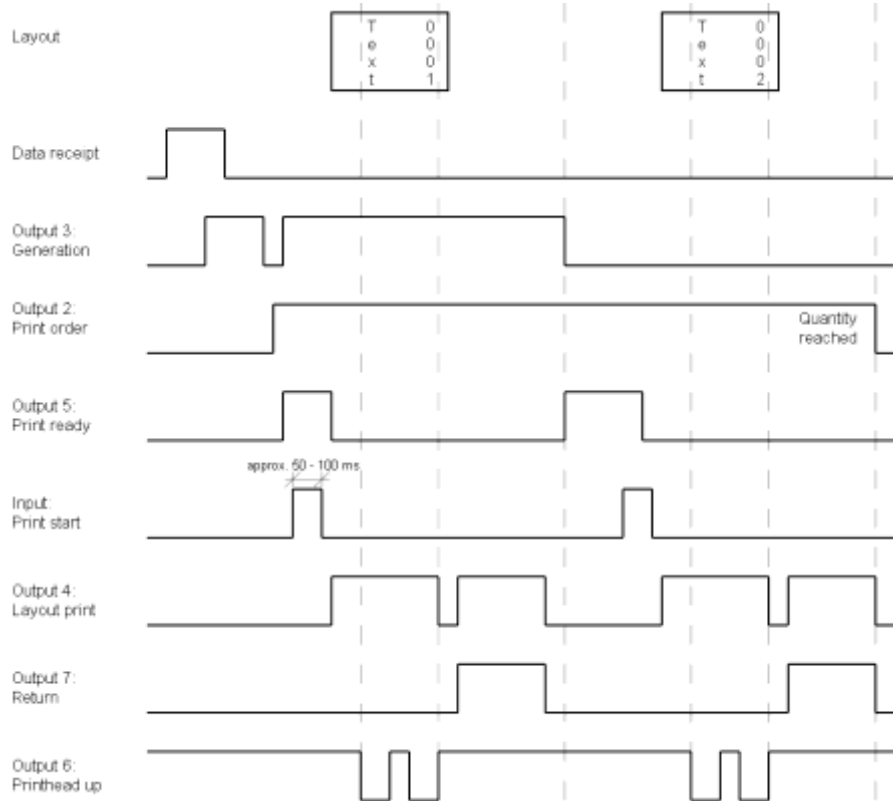 Layout
T 0
e 0
x 0
t 1
T 0
e 0
x 0
t 2
Data receipt
Output 3:
Generation
Output 2:
Print order
Quantity
reached
Output 5:
Print ready
approx. 50 - 100 ms
Input:
Print start
Output 4:
Layout print
Output 7:
Return
Output 6:
Printhead up